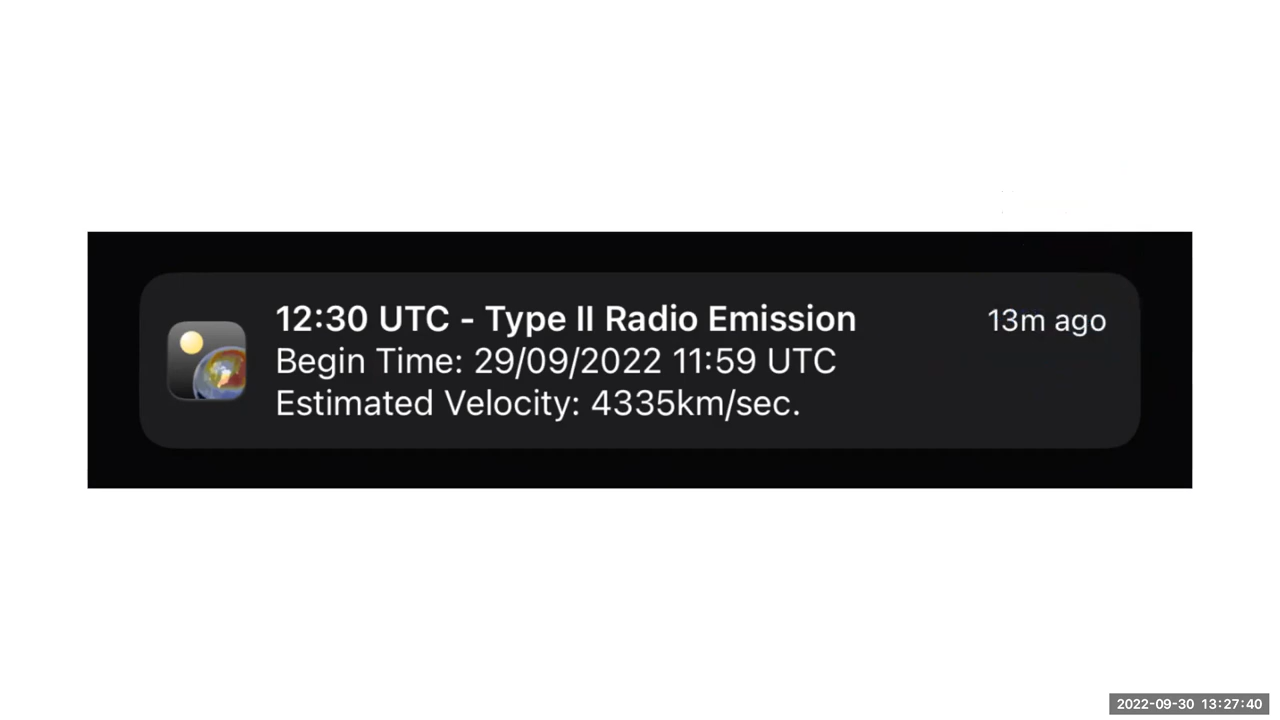 12:30 UTC - Type II Radio Emission
13m ago
Begin Time: 29/09/2022 11:59 UTC
Estimated Velocity: 4335km/sec.
2022-09-30 13:27:40